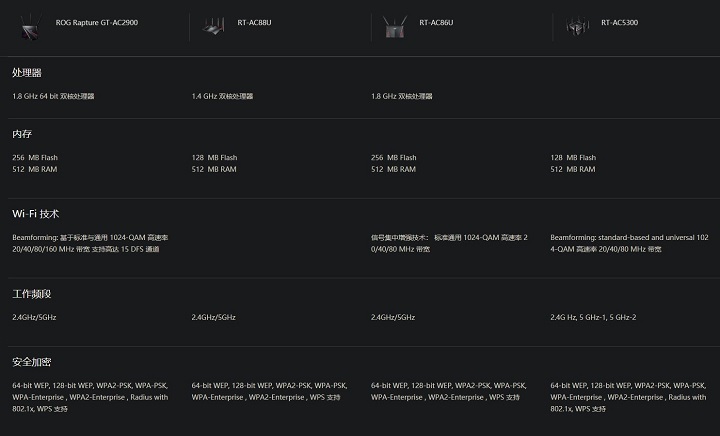 ROG Rapture GT-AC2900
RT-AC88U
RT-AC86U
RT-AC5300
处理器
1.8 GHz 64 bit 双核处理器
1.4 GHz 双核处理器
1.8 GHz 双核处理器
内存
256 MB Flash
512 MB RAM
128 MB Flash
512 MB RAM
256 MB Flash
512 MB RAM
128 MB Flash
512 MB RAM
Wi-Fi 技术
Beamforming: 基于标准与通用 1024-QAM 高速率
20/40/80/160 MHz 带宽 支持高达 15 DFS 通道
信号集中增强技术: 标准通用 1024-QAM 高速率 2
0/40/80 MHz 带宽
Beamforming: standard-based and universal 102
4-QAM 高速率 20/40/80 MHz 带宽
工作频段
2.4GHz/5GHz
2.4GHz/5GHz
2.4GHz/5GHz
2.4G Hz, 5 GHz-1, 5 GHz-2
安全加密
64-bit WEP, 128-bit WEP, WPA2-PSK, WPA-PSK,
WPA-Enterprise , WPA2-Enterprise , Radius with
802.1x, WPS 支持
64-bit WEP, 128-bit WEP, WPA2-PSK, WPA-PSK,
WPA-Enterprise , WPA2-Enterprise , WPS 支持
64-bit WEP, 128-bit WEP, WPA2-PSK, WPA-PSK,
WPA-Enterprise , WPA2-Enterprise , WPS 支持
64-bit WEP, 128-bit WEP, WPA2-PSK, WPA-PSK,
WPA-Enterprise , WPA2-Enterprise , Radius with
802.1x, WPS 支持